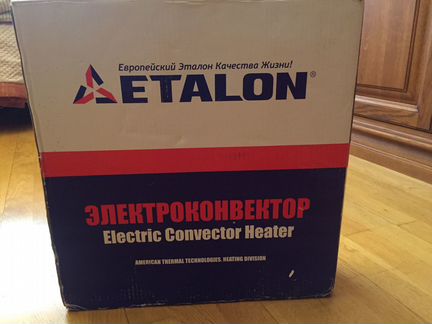 Европейский Эталон Качества Жизни!
ETALON®
ЭЛЕКТРОКОНВЕКТОР
Electric Convector Heater
AMERICAN THERMAL TECHNOLOGIES. HEATING DIVISION